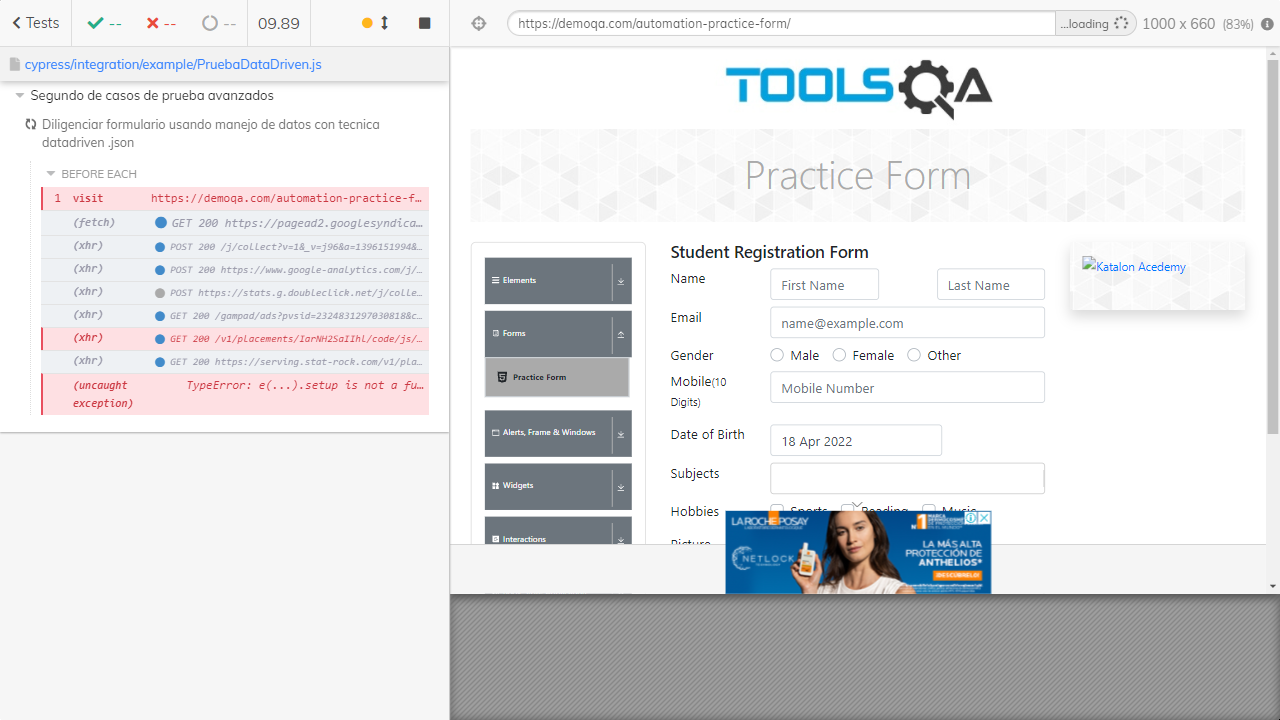 Tests
--
--
--
09.89
https://demoqa.com/automation-practice-form/
...loading
1000 x 660 (83%)
cypress/integration/example/PruebaDataDriven.js
Segundo de casos de prueba avanzados
Diligenciar formulario usando manejo de datos con tecnica
datadriven .json
BEFORE EACH
1 visit https://demoqa.com/automation-practice-f...
(fetch) GET 200 https://pagead2.googlesyndica...
(xhr) POST 200 /j/collect?v=1&_v=j96&a=1396151994&...
(xhr) POST 200 https://www.google-analytics.com/j/...
(xhr) POST https://stats.g.doubleclick.net/j/colle...
(xhr) GET 200 /gampad/ads?pvsid=2324831297030818&c...
(xhr) GET 200 /v1/placements/IarNH2SaIIhl/code/js/...
(xhr) GET 200 https://serving.stat-rock.com/v1/pla...
(uncaught TypeError: e(...).setup is not a fu...
exception)
TOOLSQA
Practice Form
Elements
Forms
Practice Form
Alerts, Frame & Windows
Widgets
Interactions
Student Registration Form
Name
First Name
Last Name
Email
name@example.com
Gender
Male
Female
Other
Mobile(10
Digits)
Mobile Number
Date of Birth
18 Apr 2022
Subjects
Hobbies
Sports
Reading
Music
Picture
Katalon Acedemy
LA ROCHE POSAY
NETLOCK
LA MÁS ALTA
PROTECCIÓN DE
ANTHELIOS*
¡DESCÚBRELO!